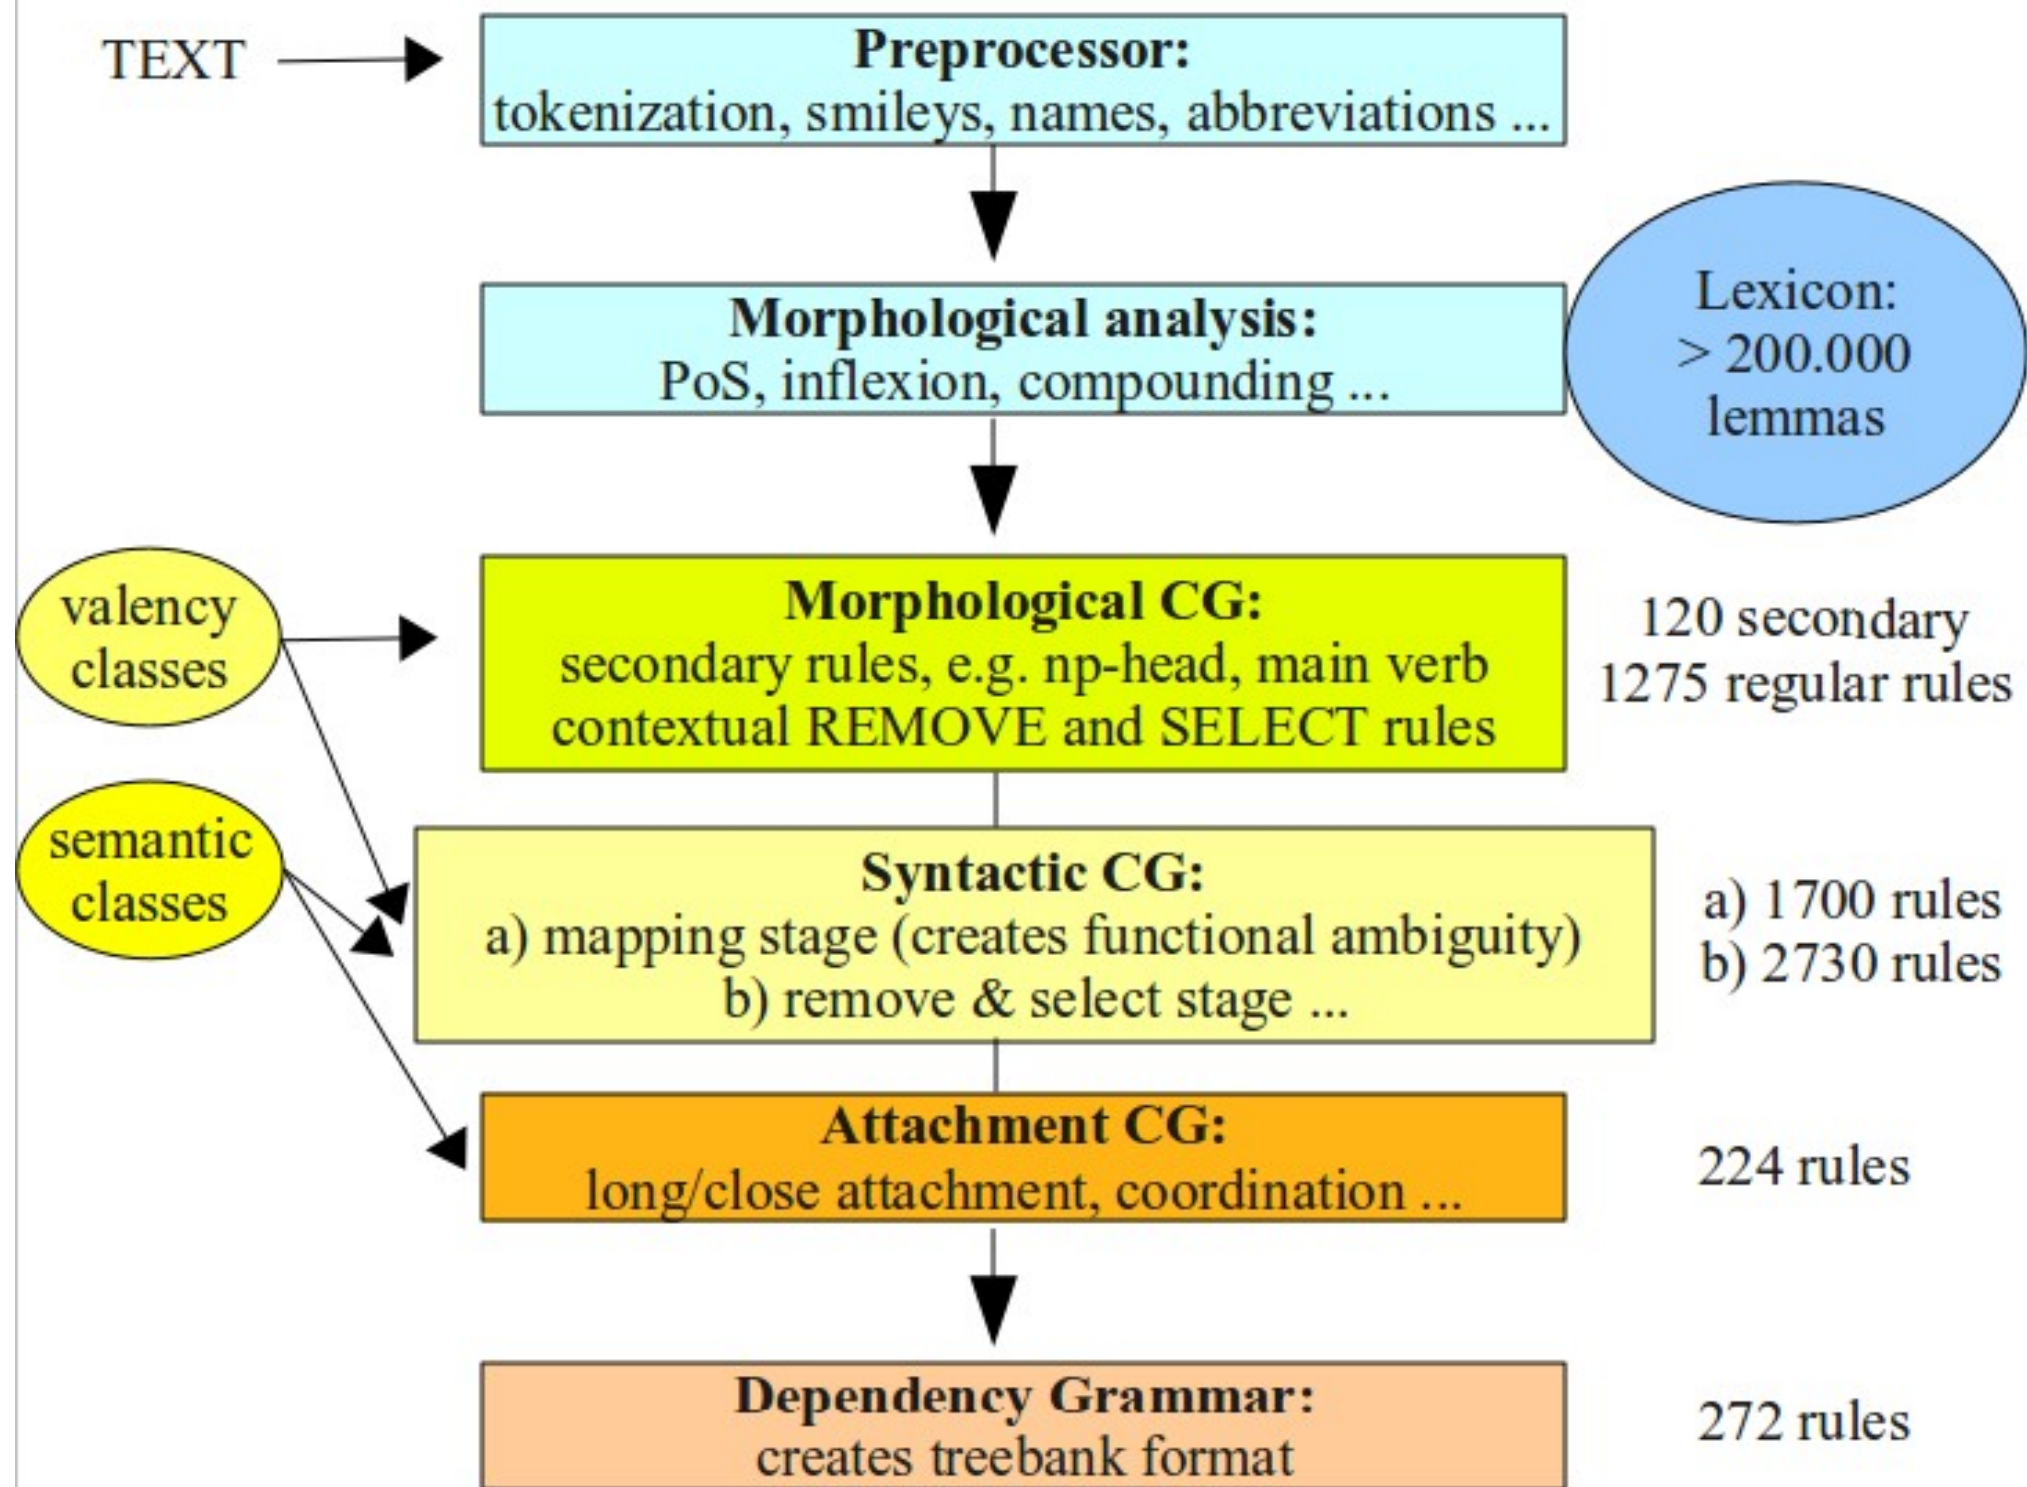 TEXT
Preprocessor:
tokenization, smileys, names, abbreviations ...
Morphological analysis:
PoS, inflexion, compounding ...
Lexicon:
> 200.000
lemmas
valency
classes
Morphological CG:
secondary rules, e.g. np-head, main verb
contextual REMOVE and SELECT rules
120 secondary
1275 regular rules
semantic
classes
Syntactic CG:
a) mapping stage (creates functional ambiguity)
b) remove & select stage ...
a) 1700 rules
b) 2730 rules
Attachment CG:
long/close attachment, coordination ...
224 rules
Dependency Grammar:
creates treebank format
272 rules